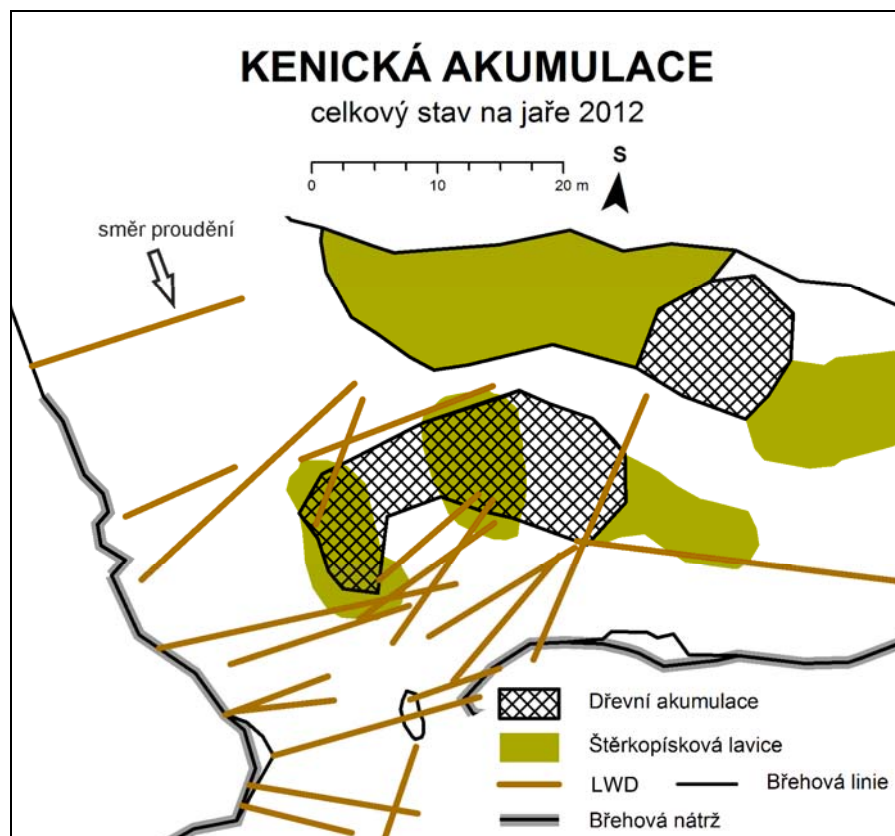 KENICKÁ AKUMULACE
celkový stav na jaře 2012
S
0 10 20 m
směr proudění
Dřevní akumulace
Štěrkopísková lavice
LWD Břehová linie
Břehová nátrž